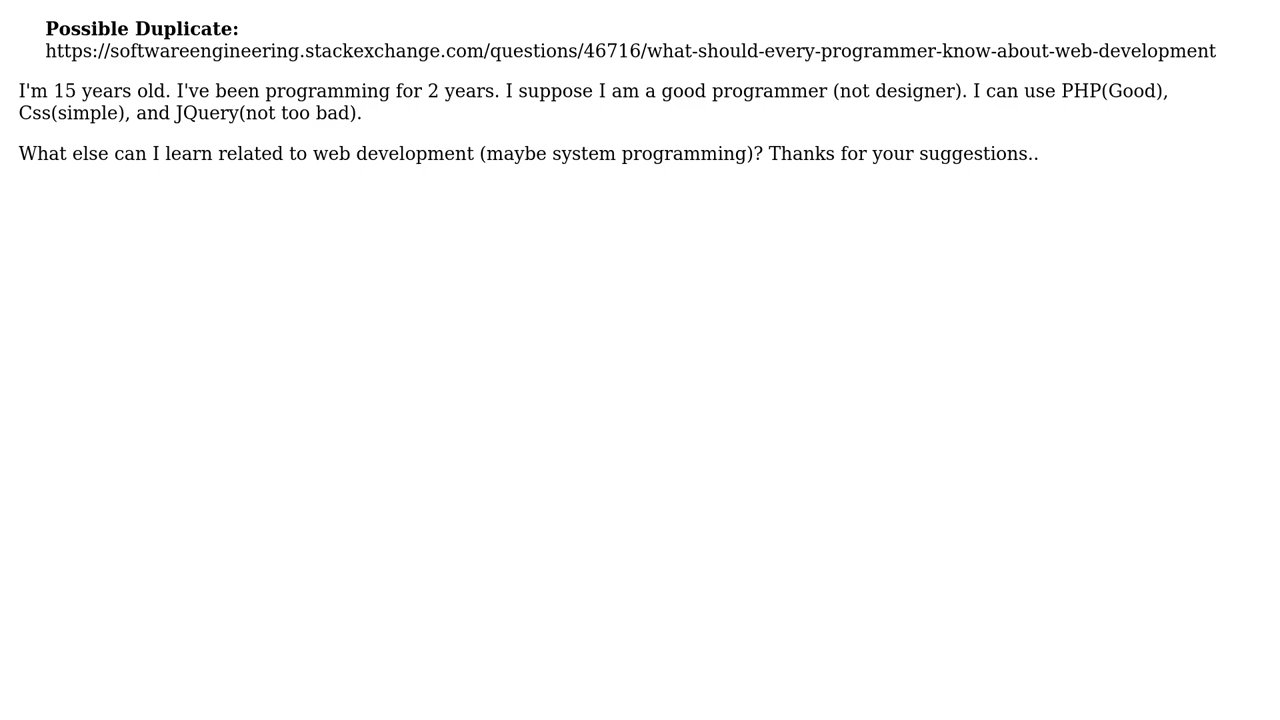 Possible Duplicate:
https://softwareengineering.stackexchange.com/questions/46716/what-should-every-programmer-know-about-web-development
I'm 15 years old. I've been programming for 2 years. I suppose I am a good programmer (not designer). I can use PHP(Good),
Css(simple), and JQuery(not too bad).
What else can I learn related to web development (maybe system programming)? Thanks for your suggestions..